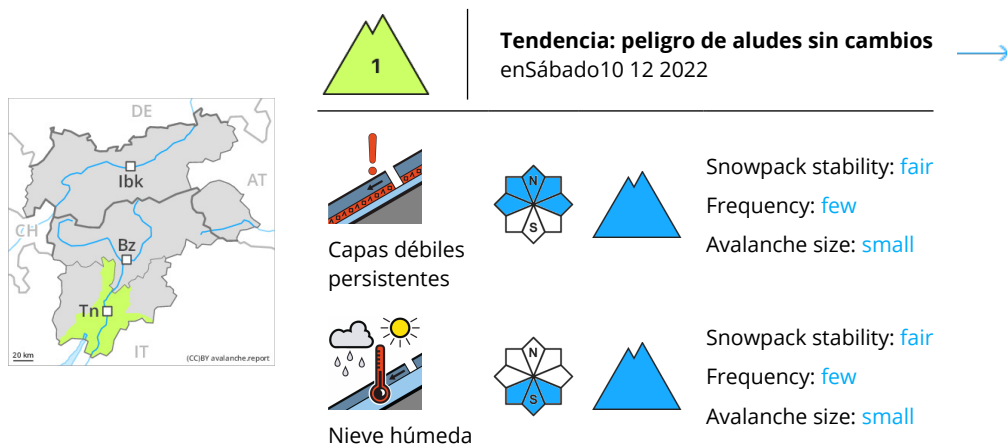 DE
Ibk
AT
CH
Bz
Tn
IT
20 km
(CC)BY avalanche.report
1
Tendencia: peligro de aludes sin cambios
enSábado10 12 2022
N
S
Capas débiles
persistentes
Snowpack stability: fair
Frequency: few
Avalanche size: small
N
S
Nieve húmeda
Snowpack stability: fair
Frequency: few
Avalanche size: small